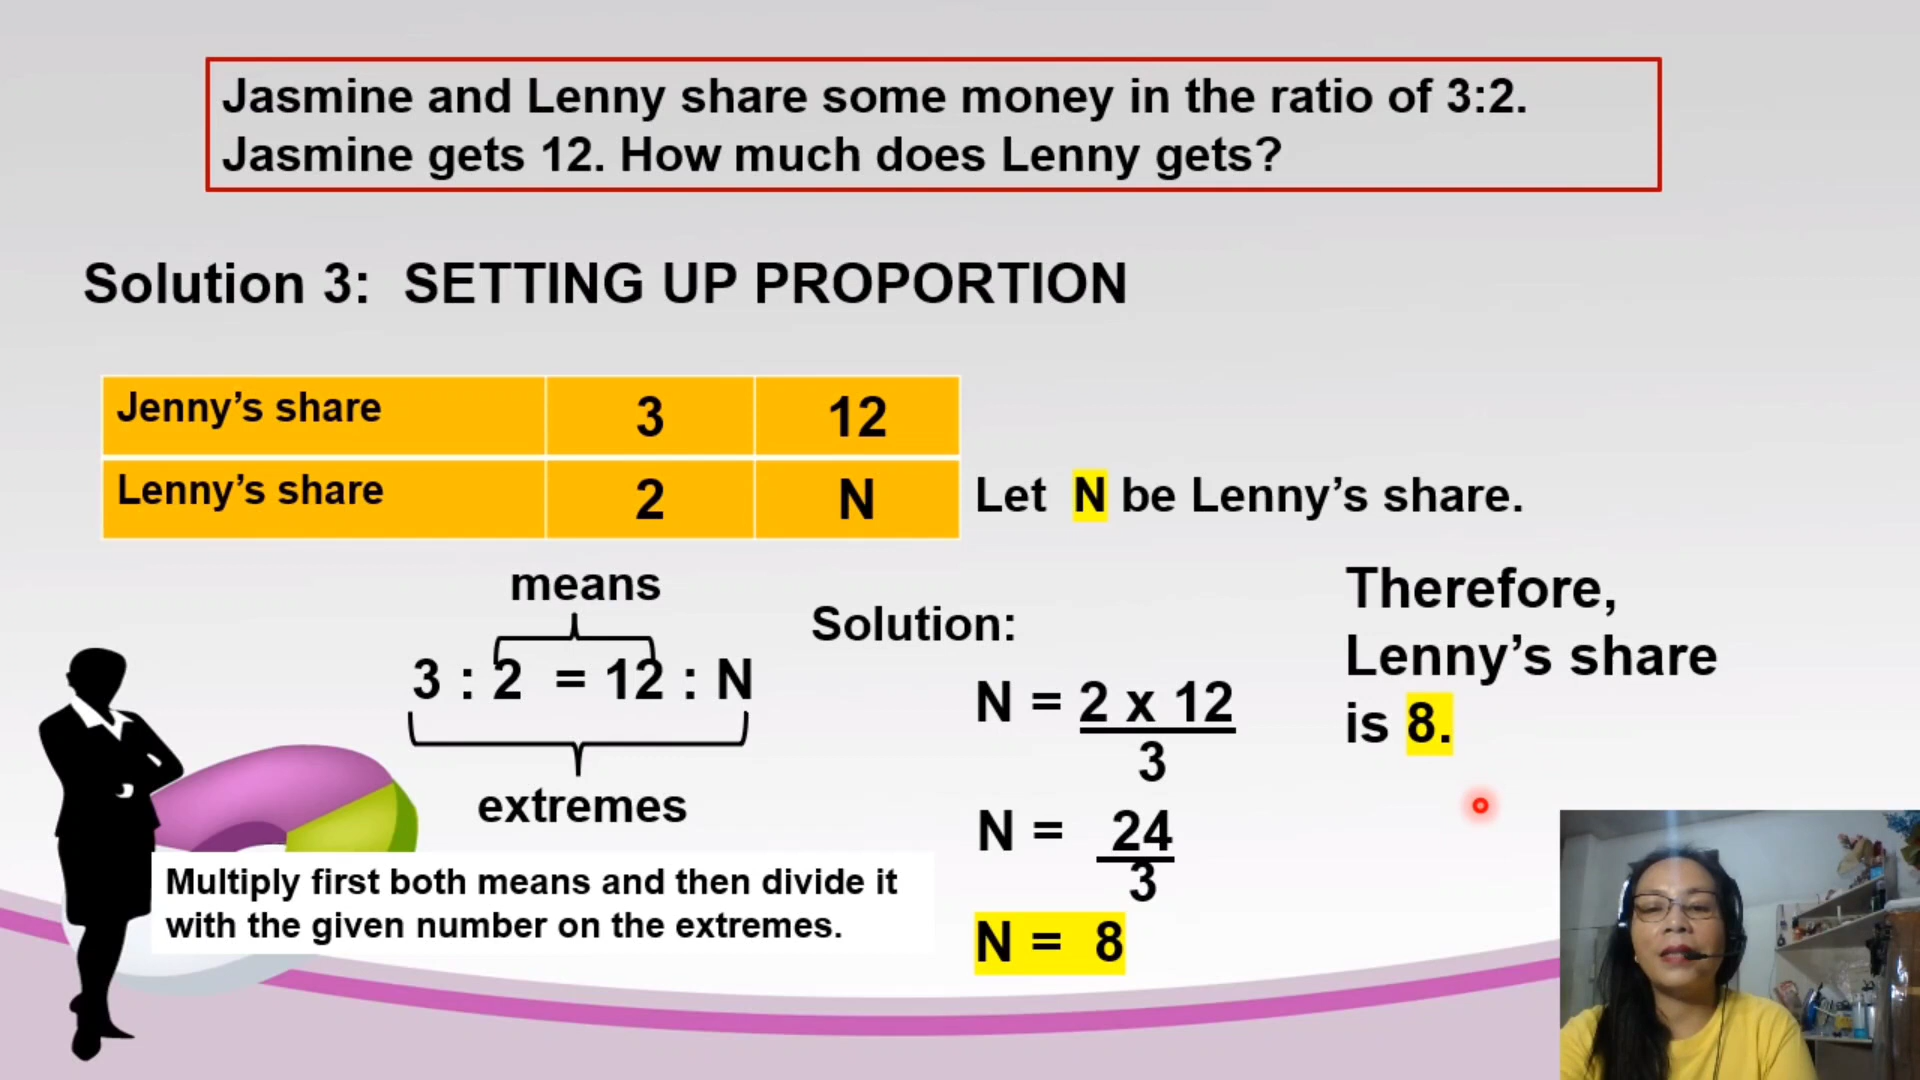 Jasmine and Lenny share some money in the ratio of 3:2.
Jasmine gets 12. How much does Lenny gets?
Solution 3: SETTING UP PROPORTION
Jenny’s share 3 12
Lenny’s share 2 N
Let N be Lenny’s share.
means
3 : 2 = 12 : N
extremes
Multiply first both means and then divide it
with the given number on the extremes.
Solution:
N = 2 x 12
3
N = 24
3
N = 8
Therefore,
Lenny’s share
is 8.